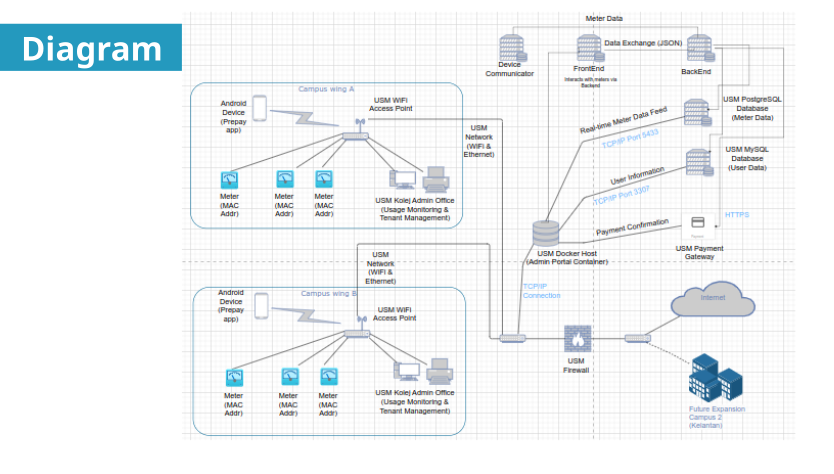 Diagram
Meter Data
Device
Communicator
Data Exchange (JSON)
FrontEnd
Interacts with meters via
Backend
BackEnd
Campus wing A
Android
Device
(Prepay
app)
USM WiFi
Access Point
USM
Network
(WiFi &
Ethernet)
Meter
(MAC
Addr)
Meter
(MAC
Addr)
Meter
(MAC
Addr)
USM Kolej Admin Office
(Usage Monitoring &
Tenant Management)
Real-time Meter Data Feed
TCP/IP Port 5433
USM PostgreSQL
Database
(Meter Data)
User Information
TCP/IP Port 3307
USM MySQL
Database
(User Data)
Payment Confirmation
HTTPS
USM Payment
Gateway
USM Docker Host
(Admin Portal Container)
TCP/IP
Connection
USM
Network
(WiFi &
Ethernet)
Campus wing B
Android
Device
(Prepay
app)
USM WiFi
Access Point
Meter
(MAC
Addr)
Meter
(MAC
Addr)
Meter
(MAC
Addr)
USM Kolej Admin Office
(Usage Monitoring &
Tenant Management)
USM
Firewall
Internet
Future Expansion
Campus 2
(Kelantan)